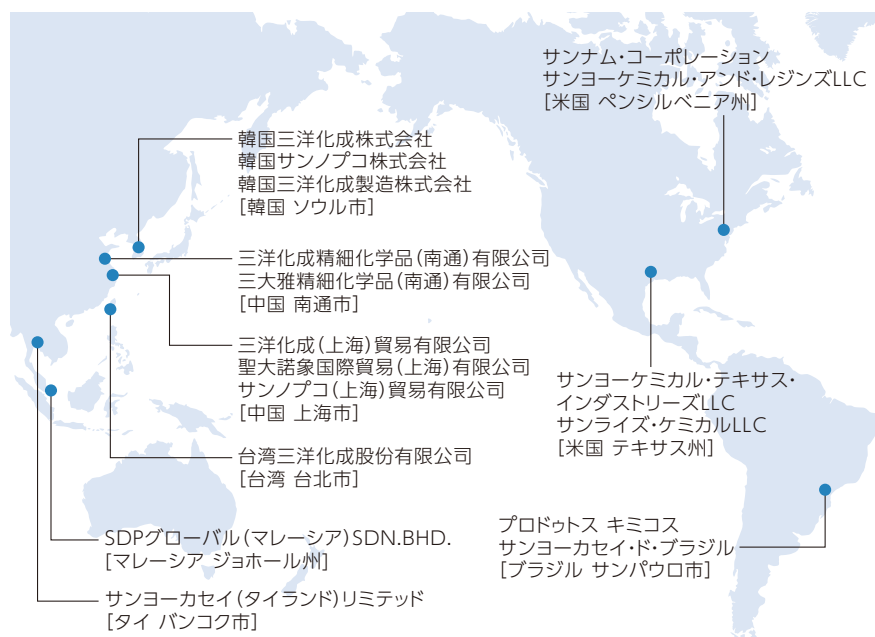 サンナム・コーポレーション
サンヨーケミカル・アンド・レジンズLLC
[米国 ペンシルベニア州]
韓国三洋化成株式会社
韓国サンノプコ株式会社
韓国三洋化成製造株式会社
[韓国 ソウル市]
三洋化成精細化学品(南通)有限公司
三大雅精細化学品(南通)有限公司
[中国 南通市]
三洋化成(上海)貿易有限公司
聖大諾象国際貿易(上海)有限公司
サンノプコ(上海)貿易有限公司
[中国 上海市]
サンヨーケミカル・テキサス・
インダストリーズLLC
サンライズ・ケミカルLLC
[米国 テキサス州]
台湾三洋化成股份有限公司
[台湾 台北市]
SDPグローバル(マレーシア)SDN.BHD.
[マレーシア ジョホール州]
プロドゥトス キミコス
サンヨーカセイ・ド・ブラジル
[ブラジル サンパウロ市]
サンヨーカセイ(タイランド)リミテッド
[タイ バンコク市]